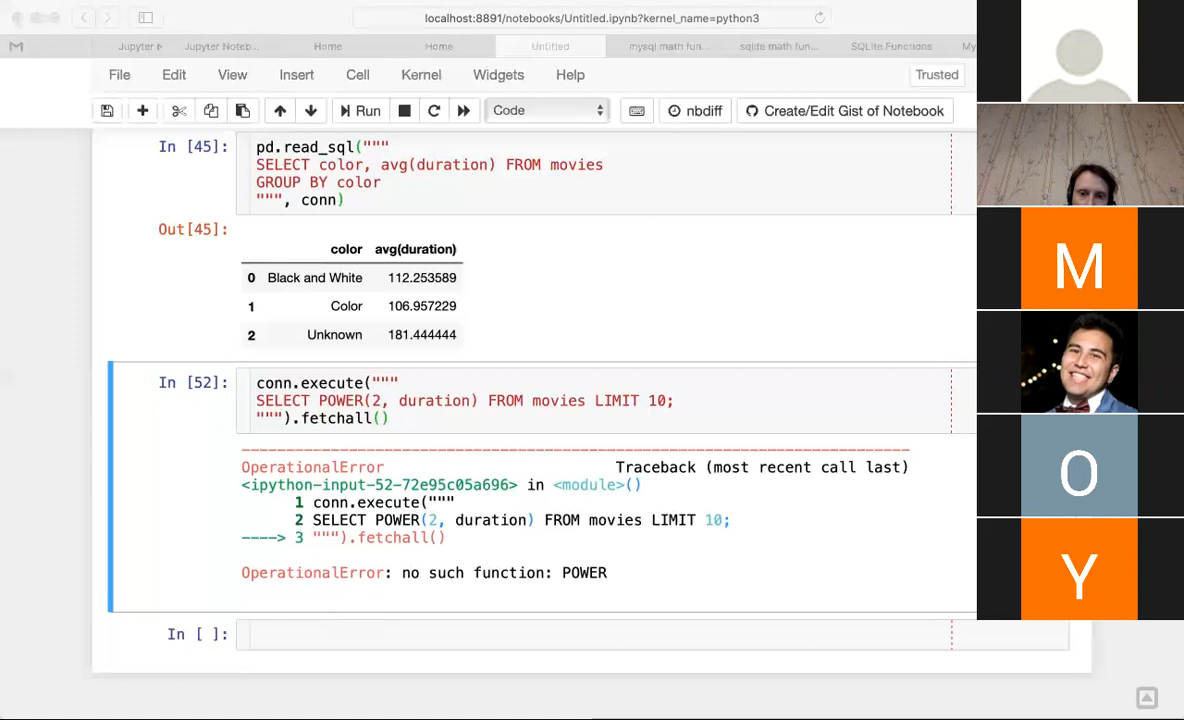 localhost:8891/notebooks/Untitled.ipynb?kernel_name=python3
Jupyter Jupyter Noteb... Home Home Untitled mysql math fun... sqlite math fun... SQLite Functions My
File Edit View Insert Cell Kernel Widgets Help Trusted
Run Code nbdiff Create/Edit Gist of Notebook
In [45]: pd.read_sql("""
SELECT color, avg(duration) FROM movies
GROUP BY color
""", conn)
Out[45]:
color avg(duration)
0 Black and White 112.253589
1 Color 106.957229
2 Unknown 181.444444
In [52]: conn.execute("""
SELECT POWER(2, duration) FROM movies LIMIT 10;
""").fetchall()
OperationalError Traceback (most recent call last)
<ipython-input-52-72e95c05a696> in <module>()
1 conn.execute("""
2 SELECT POWER(2, duration) FROM movies LIMIT 10;
----> 3 """).fetchall()
OperationalError: no such function: POWER
In [ ]:
M
O
Y